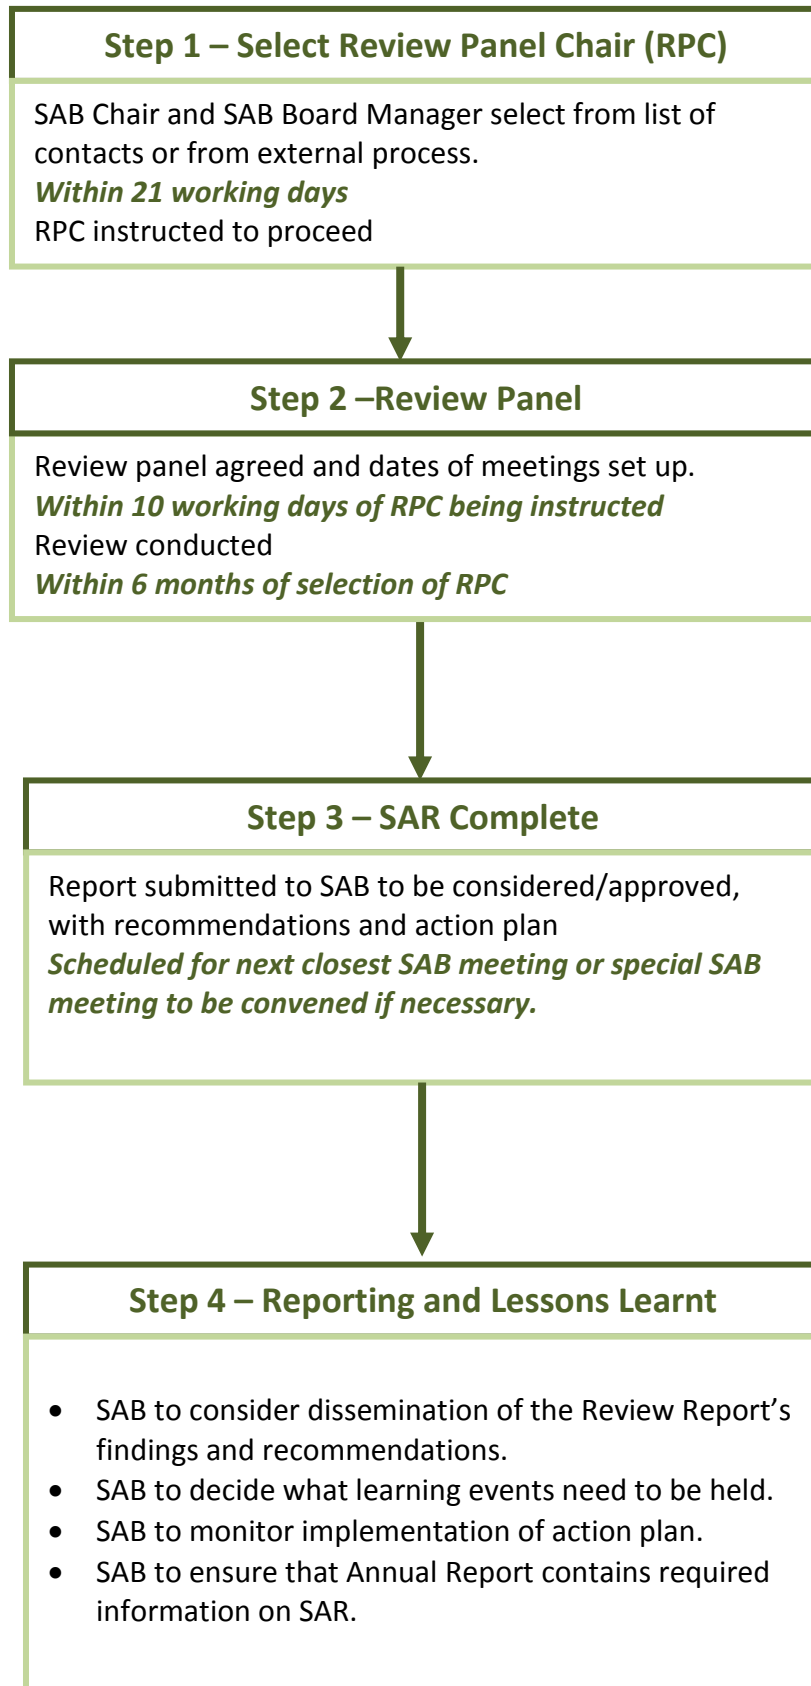 Step 1 – Select Review Panel Chair (RPC)
SAB Chair and SAB Board Manager select from list of
contacts or from external process.
Within 21 working days
RPC instructed to proceed
Step 2 –Review Panel
Review panel agreed and dates of meetings set up.
Within 10 working days of RPC being instructed
Review conducted
Within 6 months of selection of RPC
Step 3 – SAR Complete
Report submitted to SAB to be considered/approved,
with recommendations and action plan
Scheduled for next closest SAB meeting or special SAB
meeting to be convened if necessary.
Step 4 – Reporting and Lessons Learnt
• SAB to consider dissemination of the Review Report’s
findings and recommendations.
• SAB to decide what learning events need to be held.
• SAB to monitor implementation of action plan.
• SAB to ensure that Annual Report contains required
information on SAR.